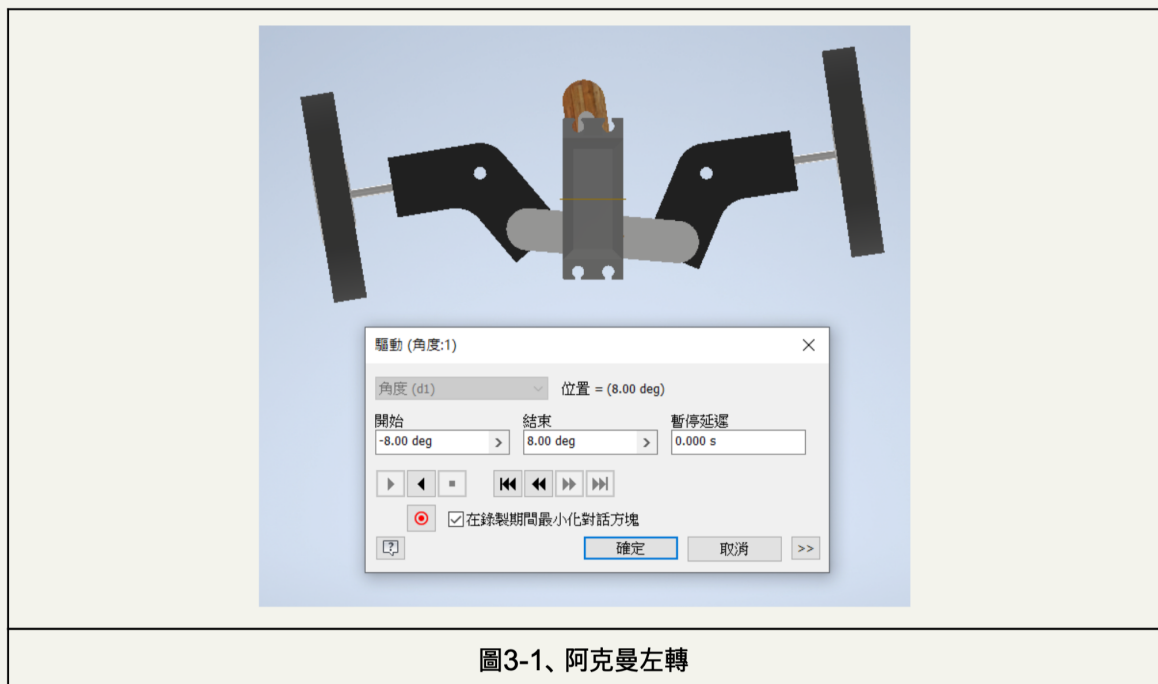 驅動 (角度:1)
角度 (d1)
位置 = (8.00 deg)
開始
結束
暫停延遲
-8.00 deg
>
8.00 deg
>
0.000 s
在錄製期間最小化對話方塊
?
確定
取消
>>
圖3-1、阿克曼左轉